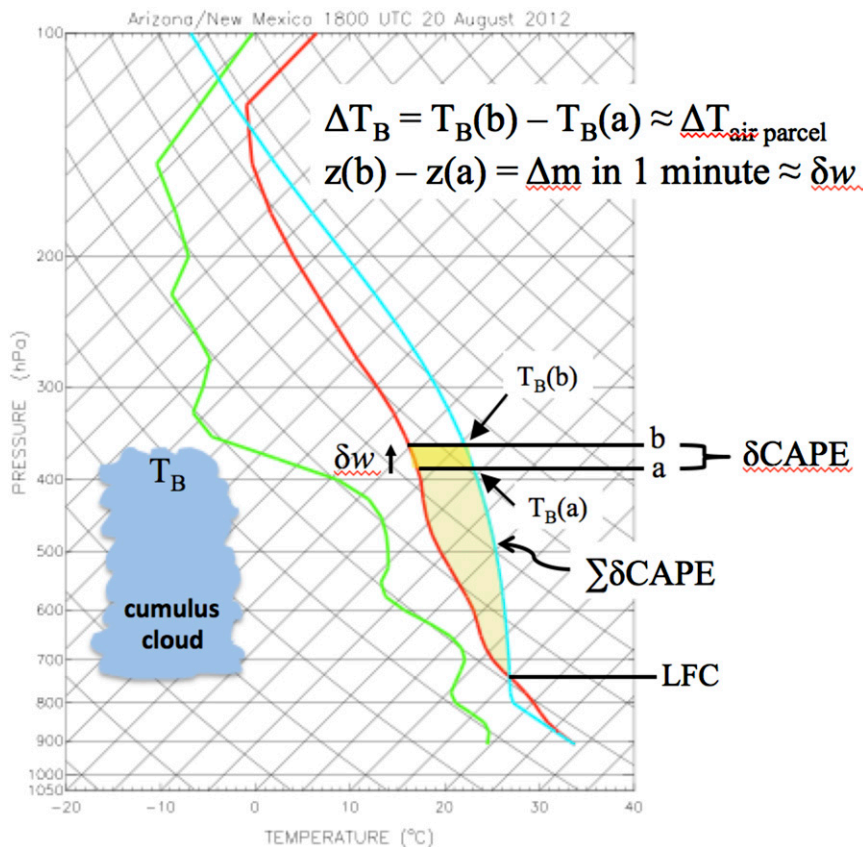 Arizona/New Mexico 1800 UTC 20 August 2012
100
ΔT_B = T_B(b) – T_B(a) ≈ ΔT_air parcel
z(b) – z(a) = Δm in 1 minute ≈ δw
200
300
T_B(b)
b
δw
δCAPE
a
400
T_B
T_B(a)
500
∑δCAPE
600
cumulus
cloud
700
LFC
800
900
1000
1050
PRESSURE (hPa)
-20 -10 0 10 20 30 40
TEMPERATURE (°C)